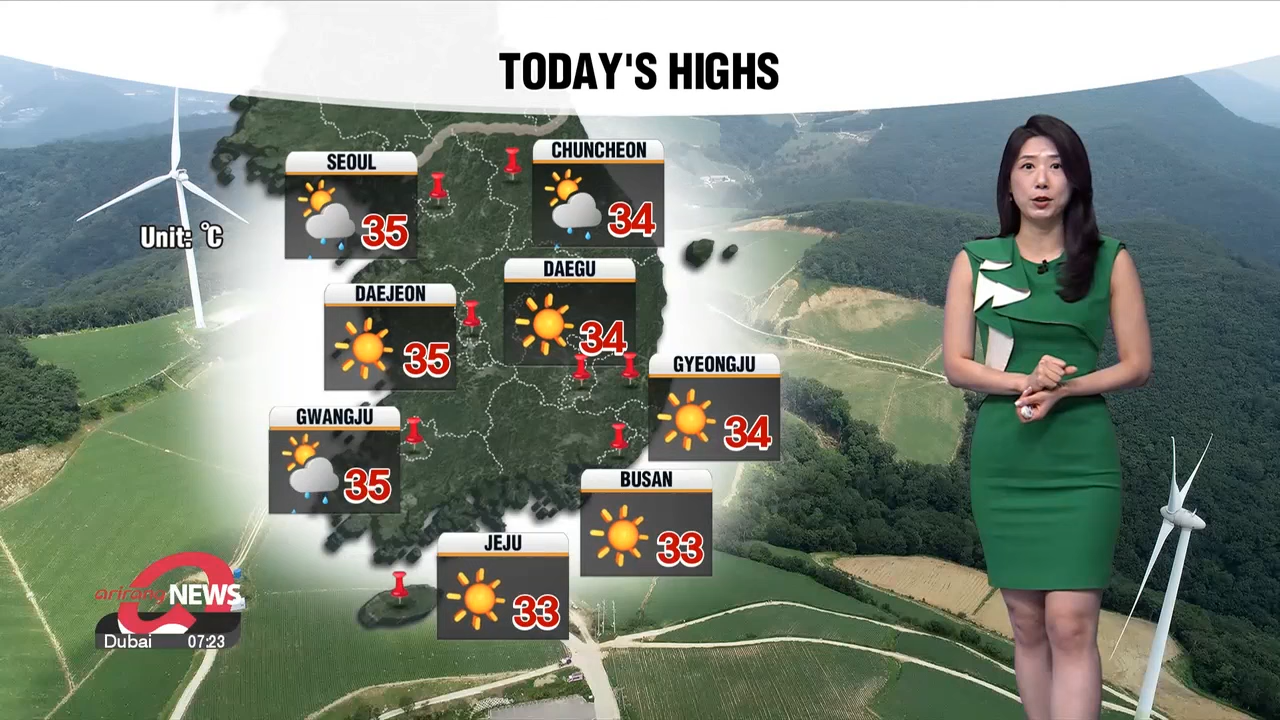 TODAY'S HIGHS
Unit: ℃
SEOUL
35
CHUNCHEON
34
DAEJEON
35
DAEGU
34
GWANGJU
35
GYEONGJU
34
BUSAN
33
JEJU
33
arirang NEWS
Dubai 07:23